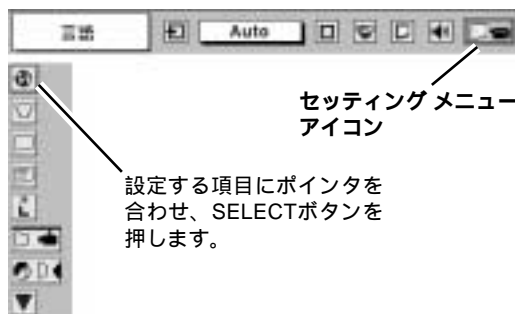 言語
Auto
セッティング メニュー
アイコン
設定する項目にポインタを
合わせ、SELECTボタンを
押します。